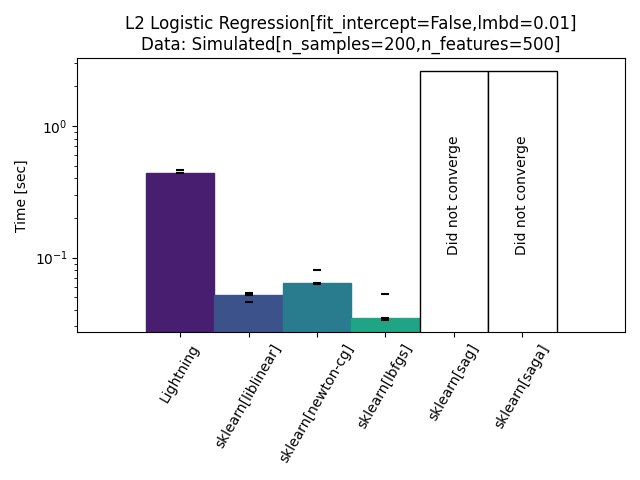 L2 Logistic Regression[fit_intercept=False,lmbd=0.01]
Data: Simulated[n_samples=200,n_features=500]
Time [sec]
10⁰
10⁻¹
Did not converge
Did not converge
Lightning
sklearn[liblinear]
sklearn[newton-cg]
sklearn[lbfgs]
sklearn[sag]
sklearn[saga]